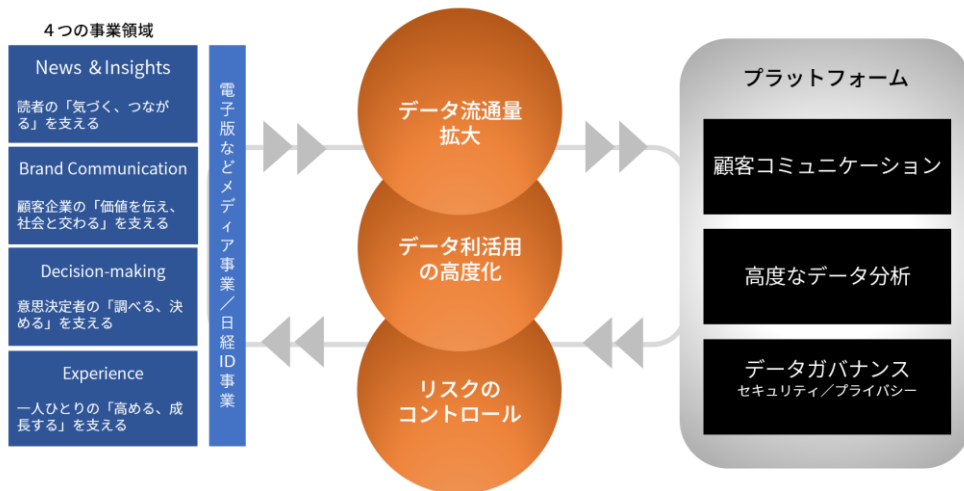 ４つの事業領域
News ＆Insights
読者の「気づく、つなが
る」を支える
Brand Communication
顧客企業の「価値を伝え、
社会と交わる」を支える
Decision-making
意思決定者の「調べる、決
める」を支える
Experience
一人ひとりの「高める、成
長する」を支える
電子版などメディア事業／日経ID事業
データ流通量
拡大
データ利活用
の高度化
リスクの
コントロール
プラットフォーム
顧客コミュニケーション
高度なデータ分析
データガバナンス
セキュリティ／プライバシー